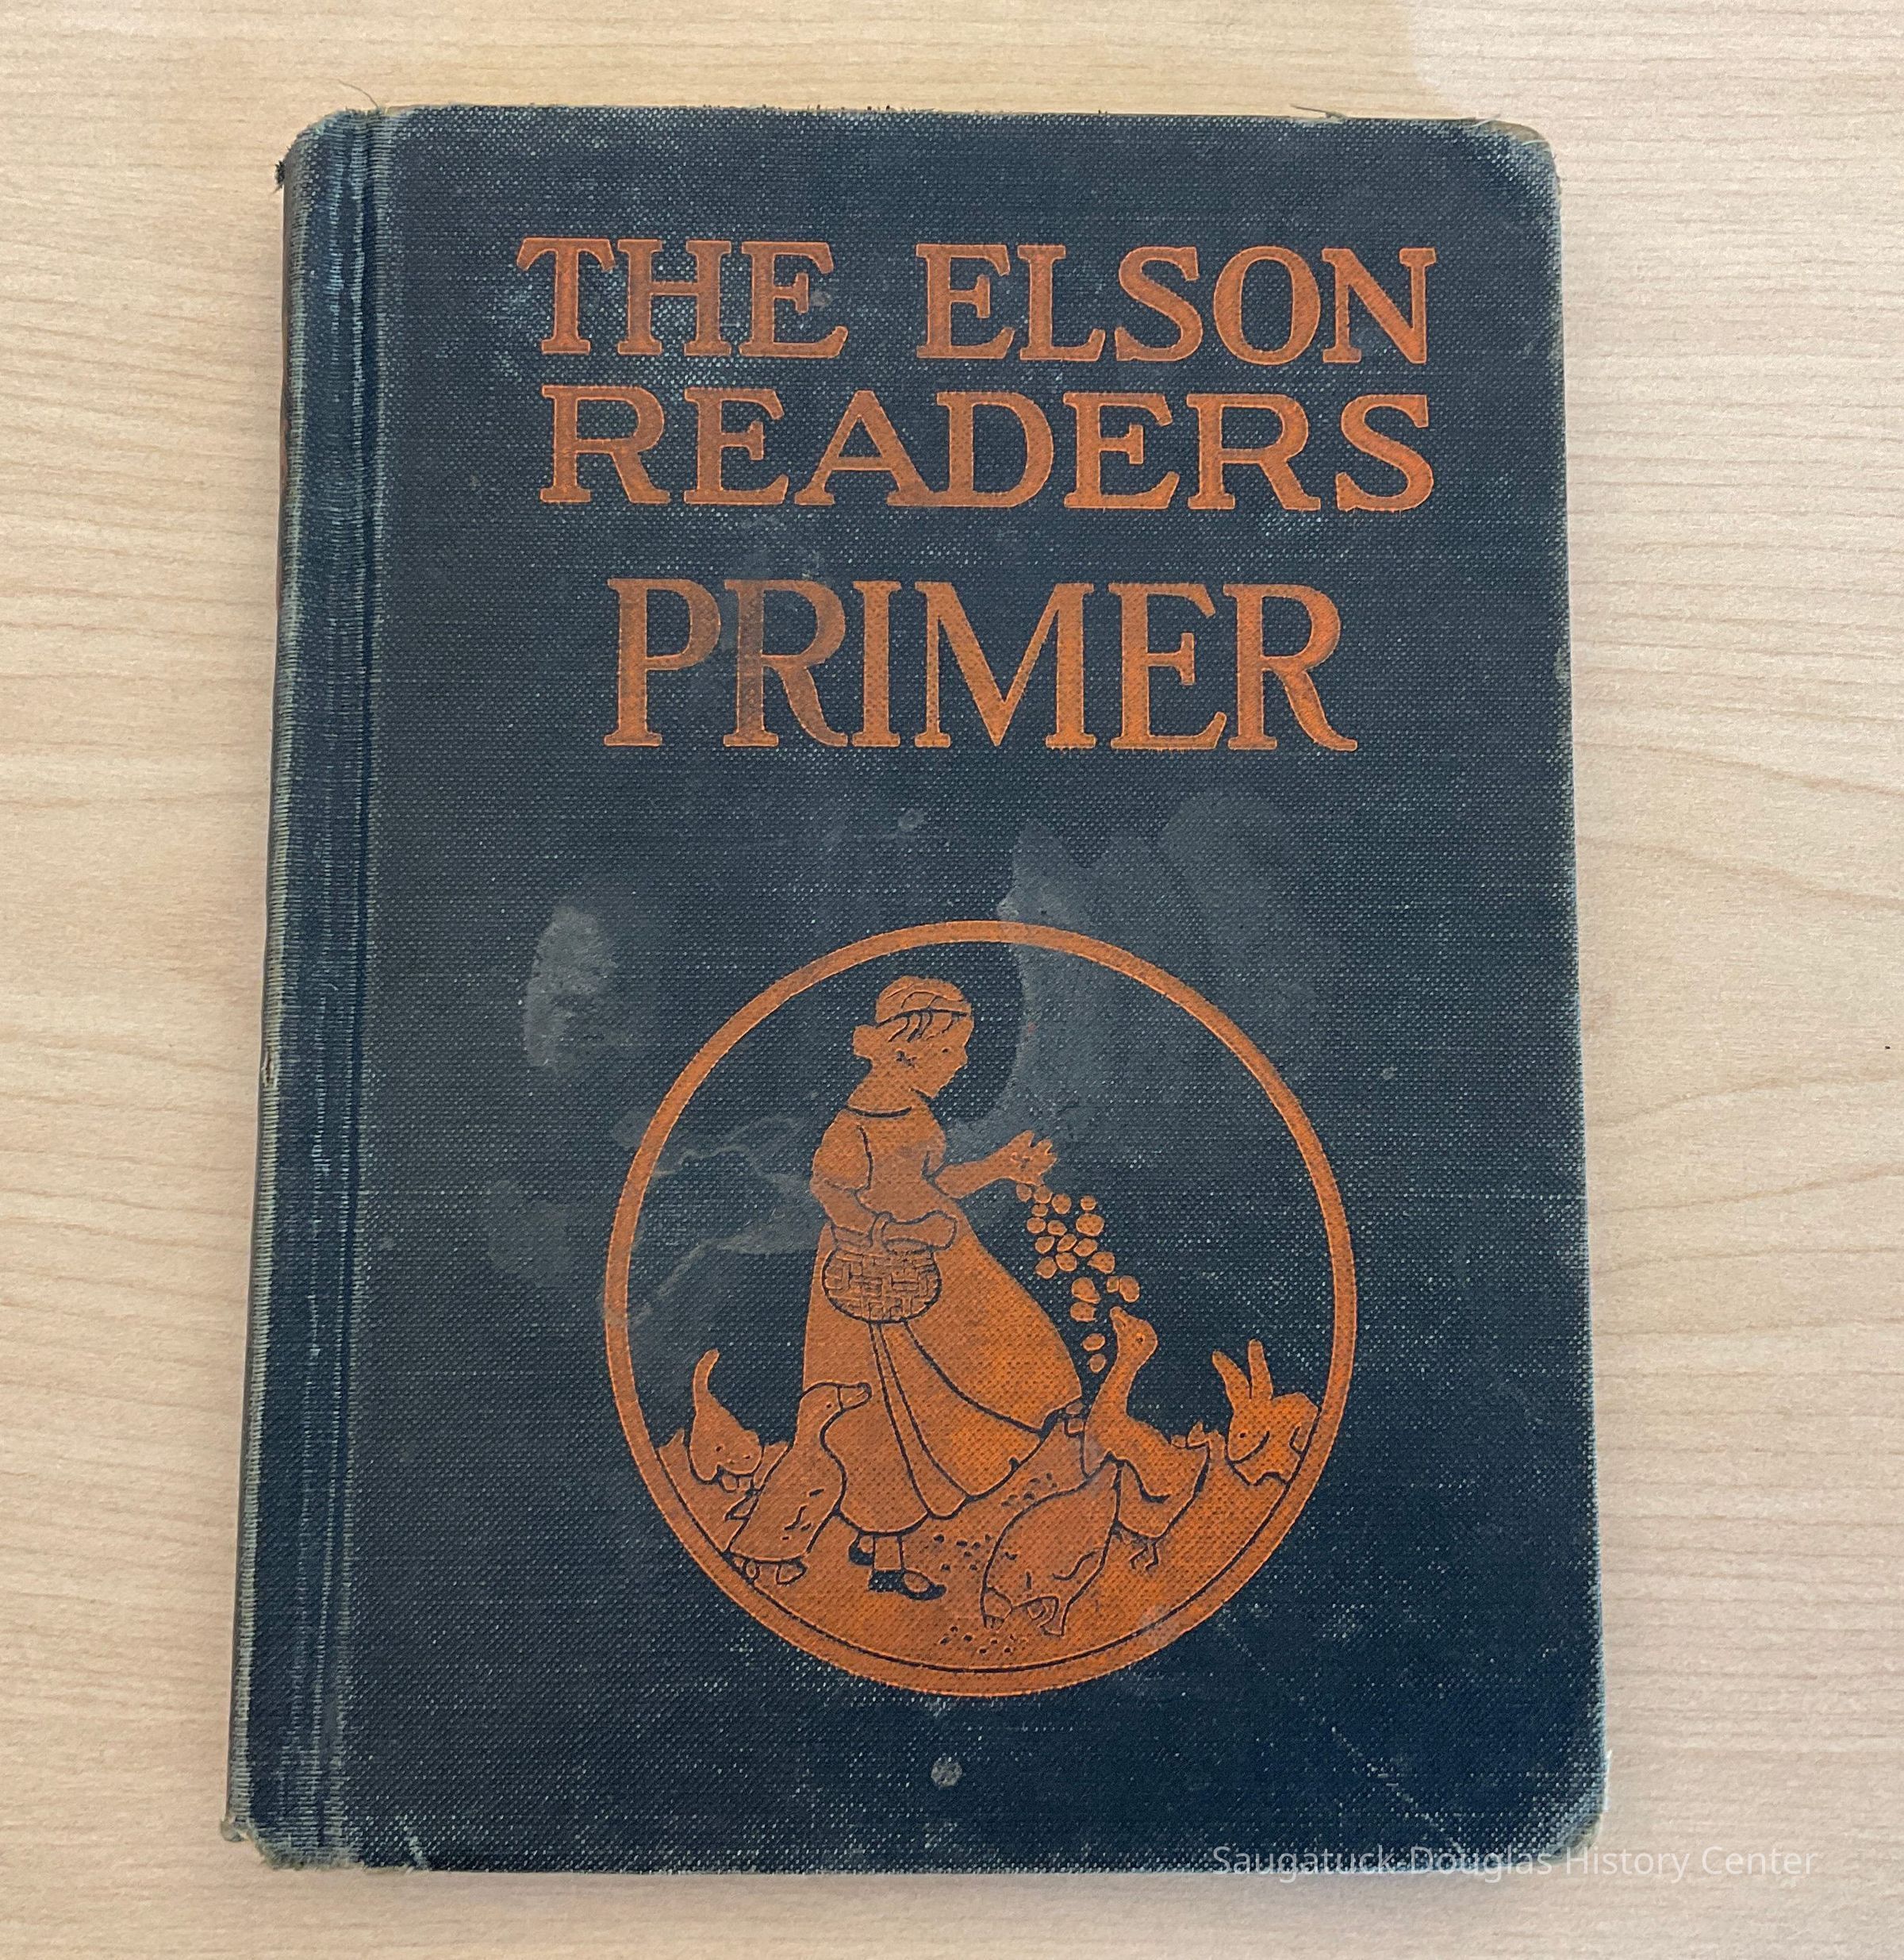 THE ELSON
READERS
PRIMER
Saugatuck-Douglas History Center